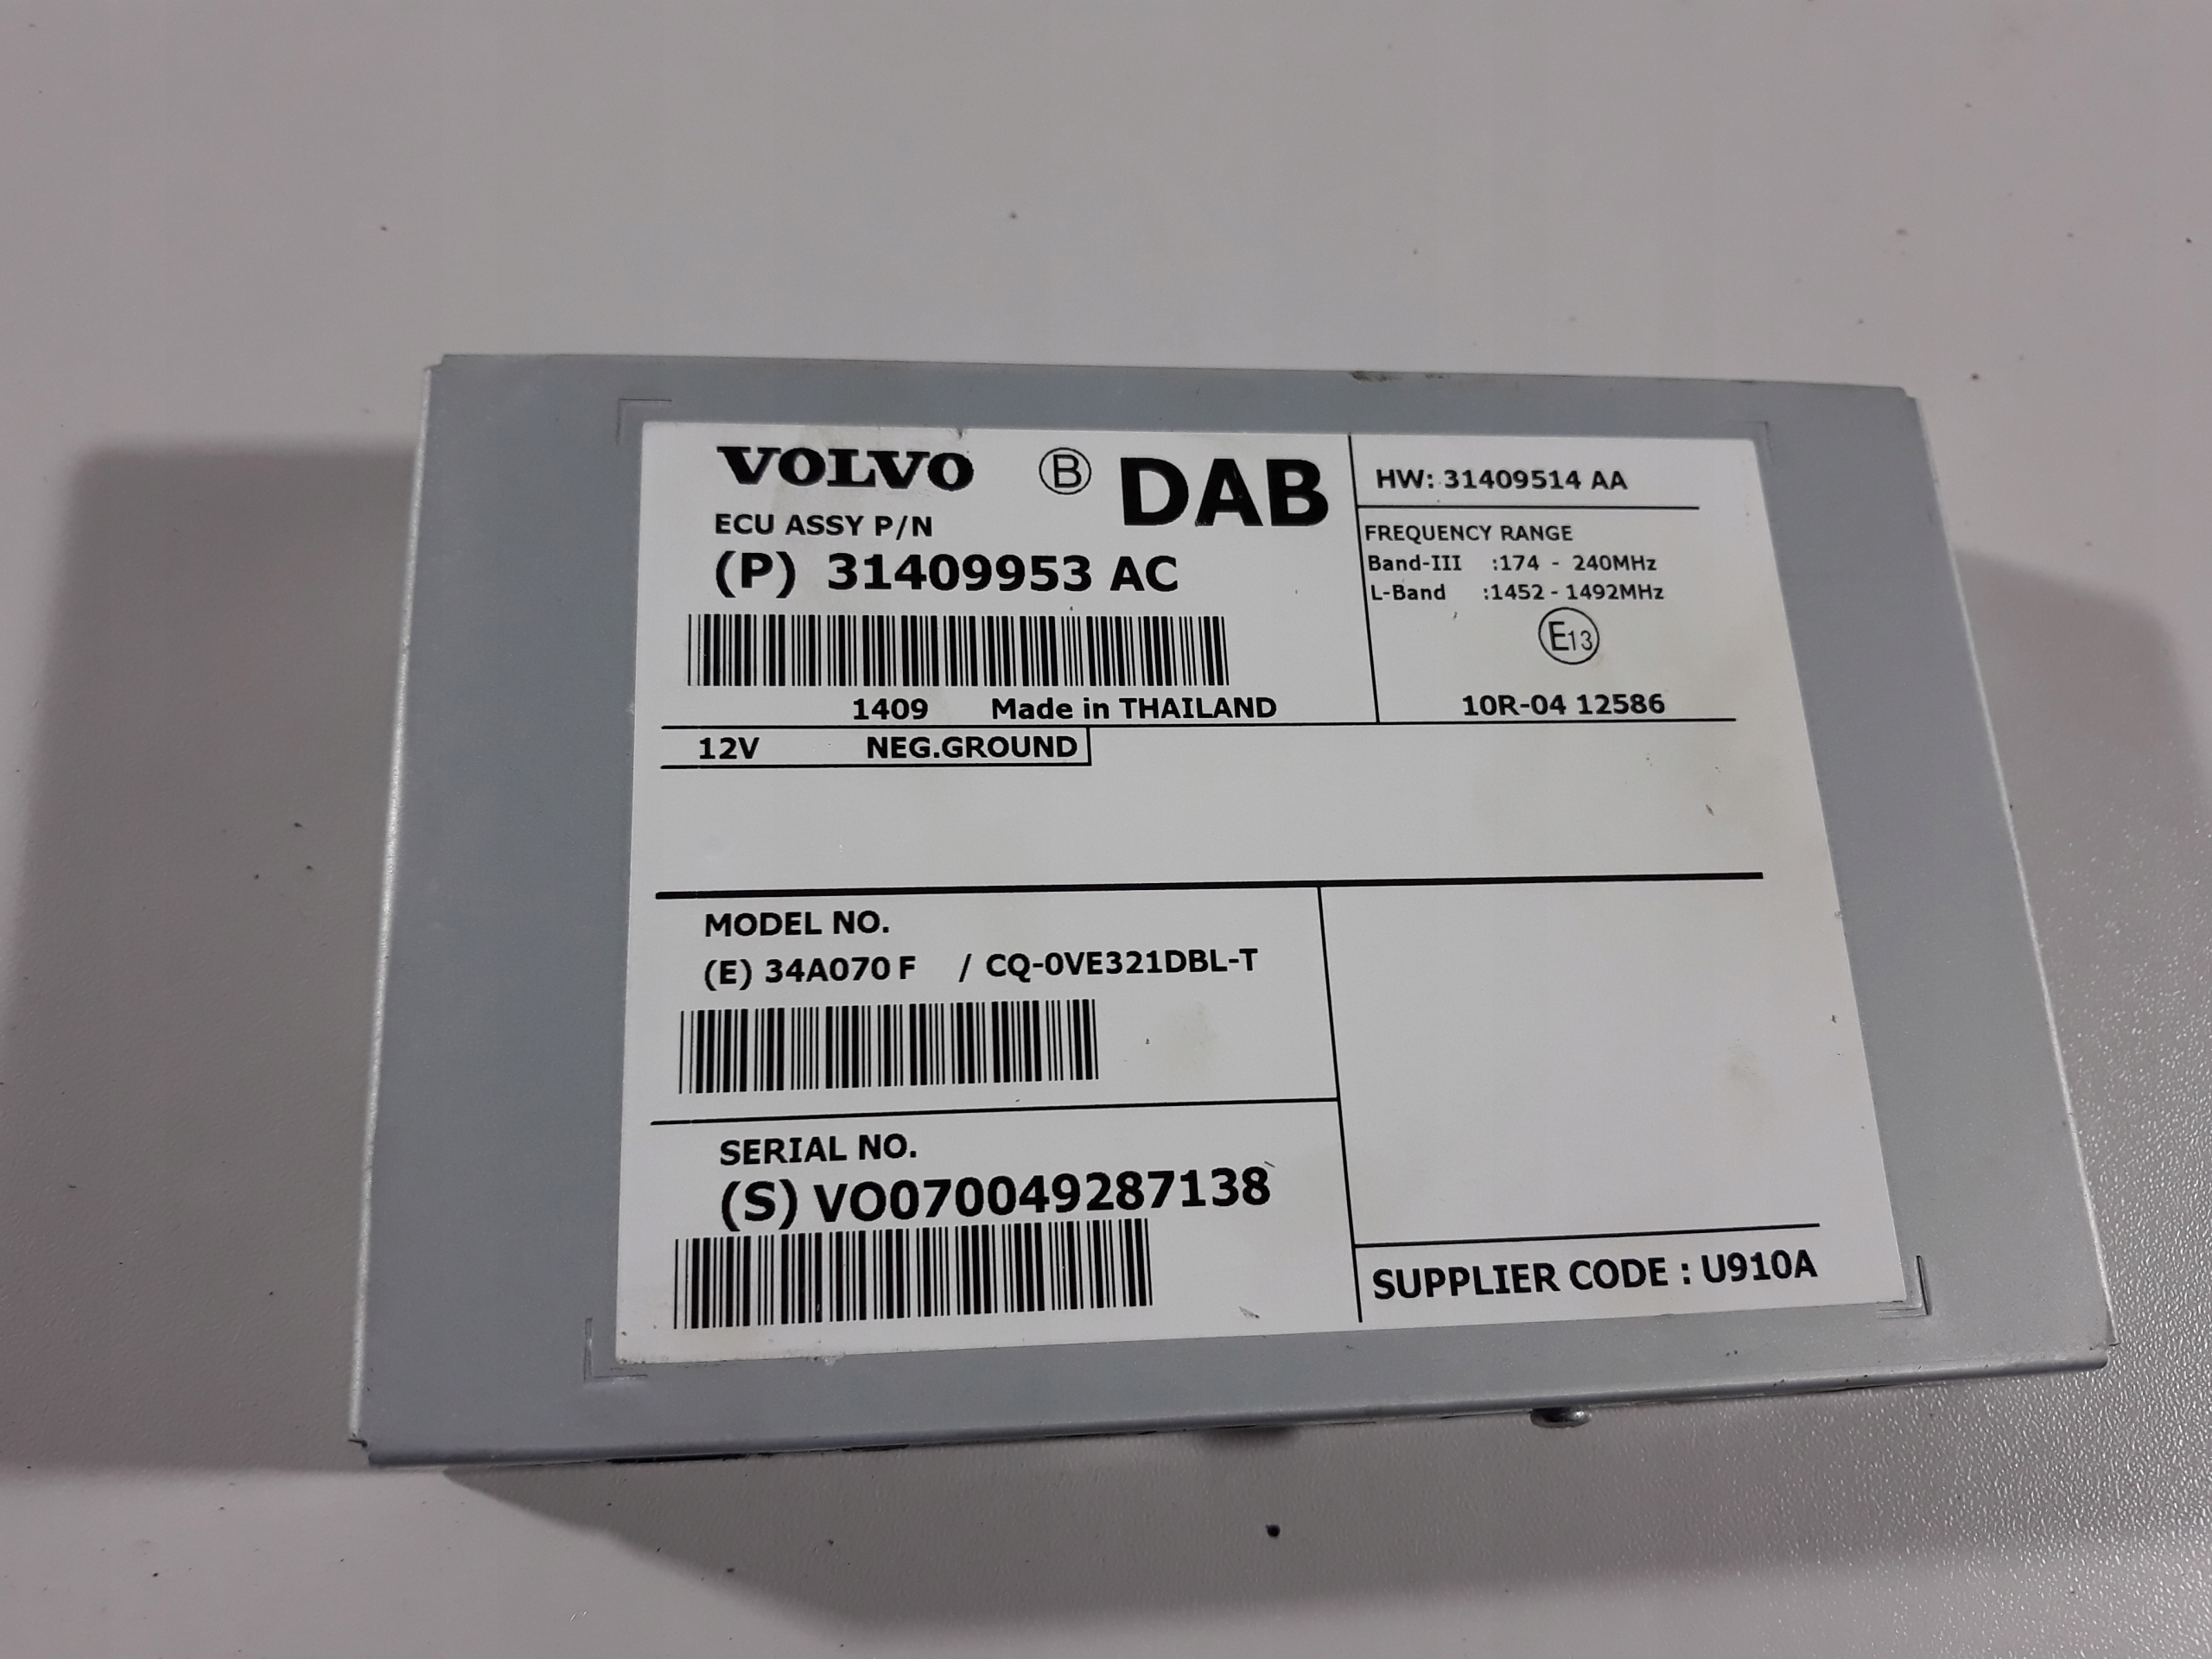 VOLVO Ⓑ DAB
ECU ASSY P/N
(P) 31409953 AC
1409 Made in THAILAND
HW: 31409514 AA
FREQUENCY RANGE
Band-III :174 - 240MHz
L-Band :1452 - 1492MHz
E13
10R-04 12586
12V NEG.GROUND
MODEL NO.
(E) 34A070 F / CQ-0VE321DBL-T
SERIAL NO.
(S) VO070049287138
SUPPLIER CODE : U910A